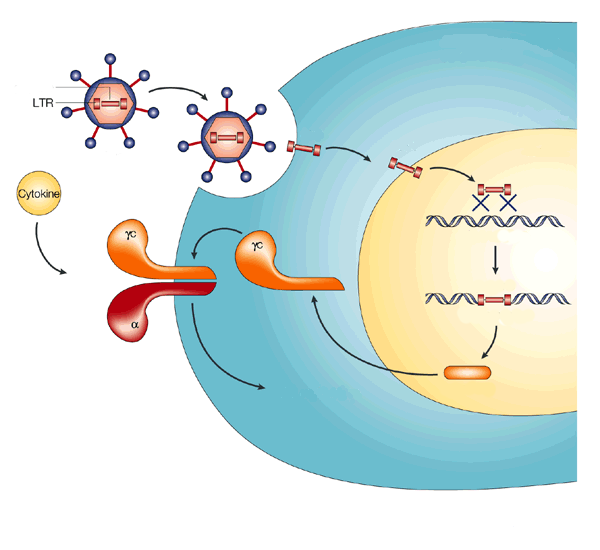 LTR
Cytokine
γc
γc
α